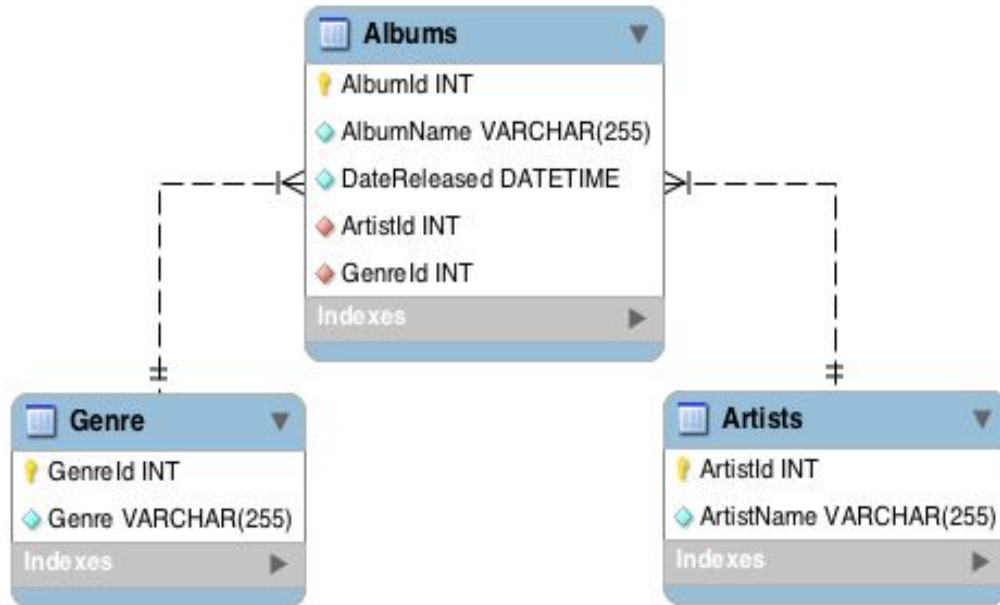 Albums
AlbumId INT
AlbumName VARCHAR(255)
DateReleased DATETIME
ArtistId INT
GenreId INT
Indexes
Genre
GenreId INT
Genre VARCHAR(255)
Indexes
Artists
ArtistId INT
ArtistName VARCHAR(255)
Indexes